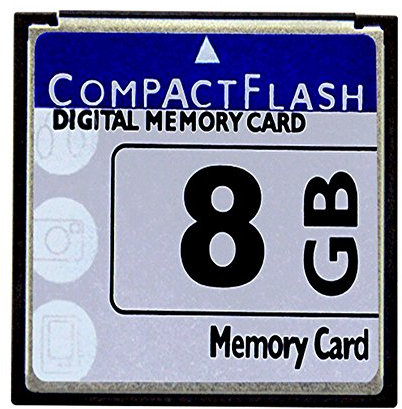 COMPACTFLASH
DIGITAL MEMORY CARD
8 GB
Memory Card